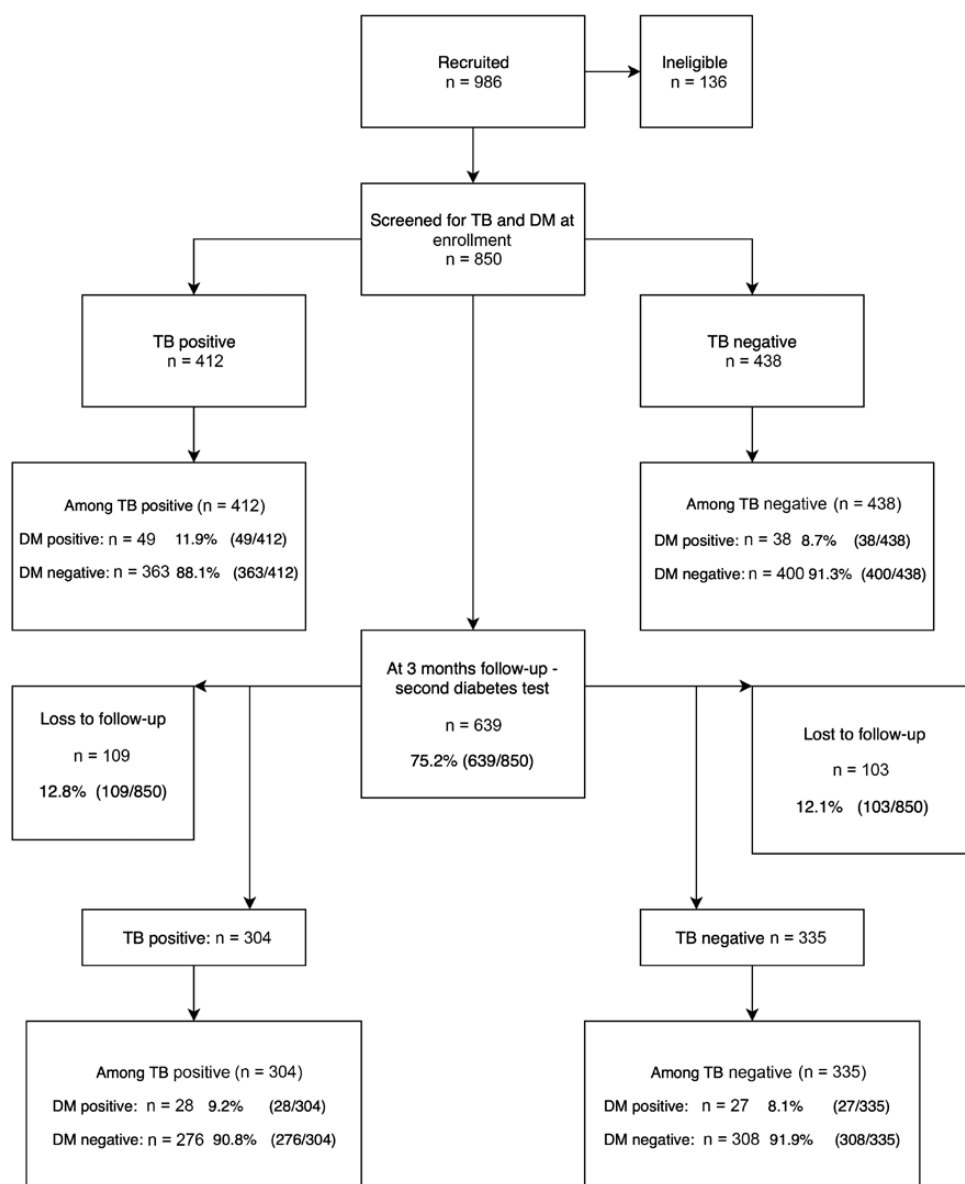 Recruited
n = 986
Ineligible
n = 136
Screened for TB and DM at
enrollment
n = 850
TB positive
n = 412
TB negative
n = 438
Among TB positive (n = 412)
DM positive: n = 49 11.9% (49/412)
DM negative: n = 363 88.1% (363/412)
Among TB negative (n = 438)
DM positive: n = 38 8.7% (38/438)
DM negative: n = 400 91.3% (400/438)
At 3 months follow-up -
second diabetes test
n = 639
75.2% (639/850)
Loss to follow-up
n = 109
12.8% (109/850)
Lost to follow-up
n = 103
12.1% (103/850)
TB positive: n = 304
TB negative n = 335
Among TB positive (n = 304)
DM positive: n = 28 9.2% (28/304)
DM negative: n = 276 90.8% (276/304)
Among TB negative (n = 335)
DM positive: n = 27 8.1% (27/335)
DM negative: n = 308 91.9% (308/335)